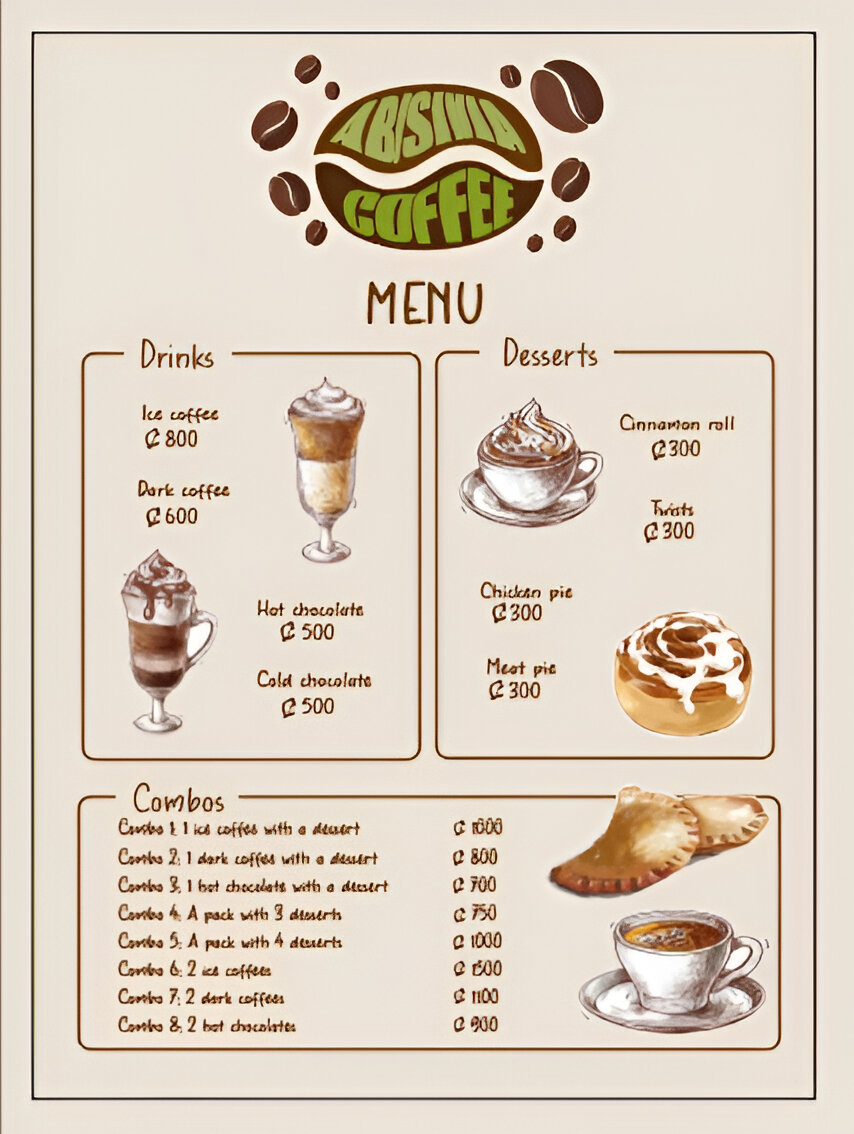 ABISINIA
COFFEE
MENU
Drinks
Ice coffee
₡ 800
Dark coffee
₡ 600
Hot chocolate
₡ 500
Cold chocolate
₡ 500
Desserts
Cinnamon roll
₡300
Twists
₡300
Chicken pie
₡300
Meat pie
₡300
Combos
Combo 1; 1 ice coffee with a dessert ₡ 1000
Combo 2; 1 dark coffee with a dessert ₡ 800
Combo 3; 1 hot chocolate with a dessert ₡ 700
Combo 4; A pack with 3 desserts ₡ 750
Combo 5; A pack with 4 desserts ₡ 1000
Combo 6; 2 ice coffees ₡ 1500
Combo 7; 2 dark coffees ₡ 1100
Combo 8; 2 hot chocolates ₡ 900